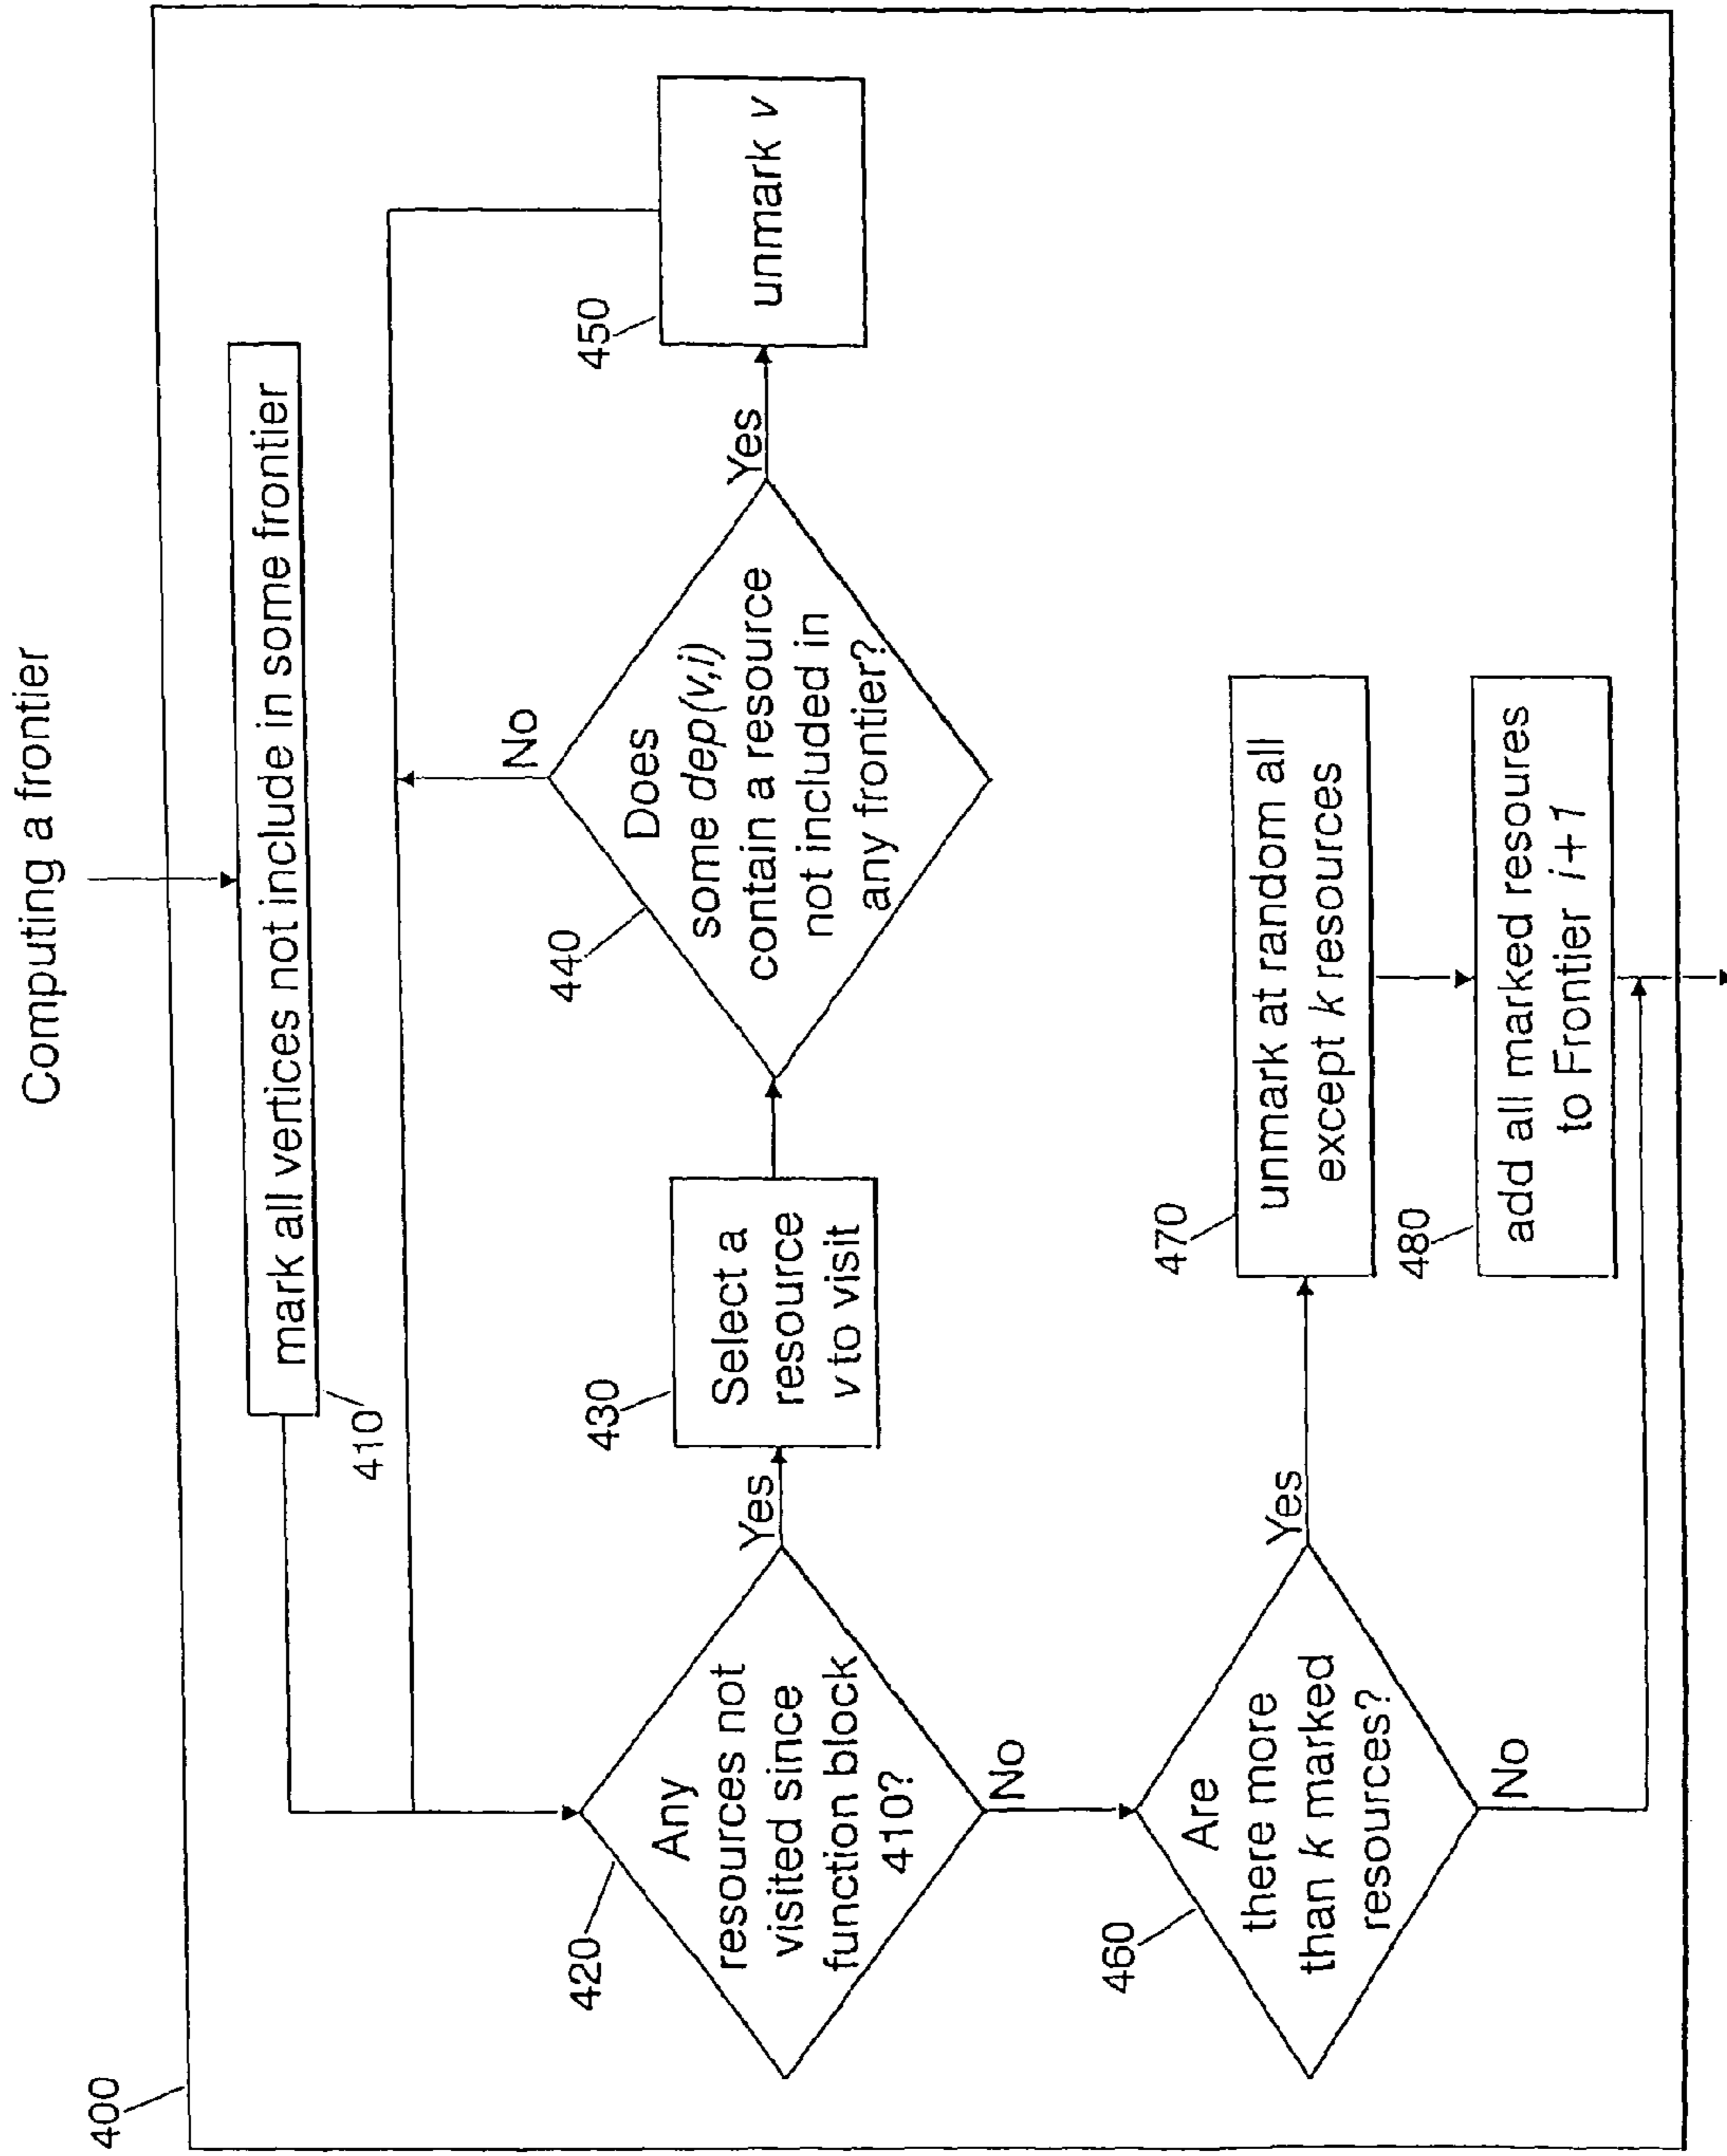 Computing a frontier
400
mark all vertices not include in some frontier
410
Any
resources not
visited since
function block
410?
420
Yes
No
Select a
resource
v to visit
430
Does
some dep(v,i)
contain a resource
not included in
any frontier?
440
No
Yes
unmark v
450
Are
there more
than k marked
resources?
460
Yes
No
unmark at random all
except k resources
470
add all marked resoures
to Frontier i+1
480